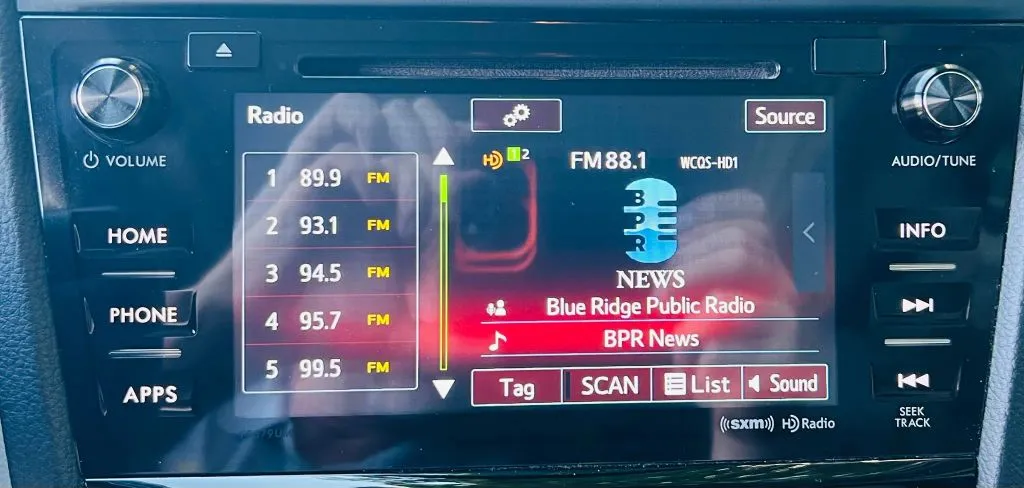 Radio
Source
VOLUME
AUDIO/TUNE
1 89.9 FM
2 93.1 FM
3 94.5 FM
4 95.7 FM
5 99.5 FM
HD 1 2
FM 88.1 WCQS-HD1
BPR
NEWS
Blue Ridge Public Radio
BPR News
Tag
SCAN
List
Sound
HOME
PHONE
APPS
INFO
SEEK
TRACK
((sxm)) HD Radio